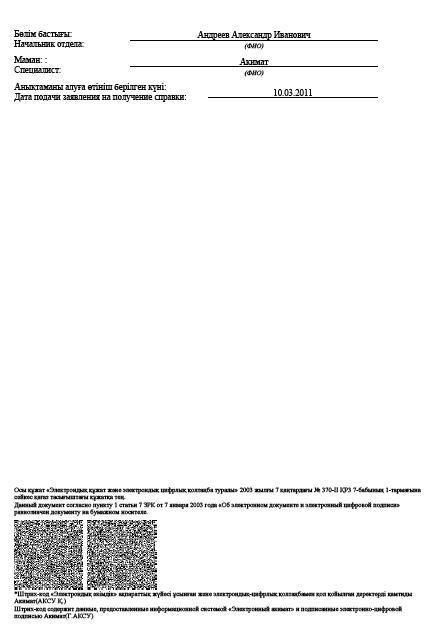 Бөлім бастығы:
Начальник отдела:
Андреев Александр Иванович
(ФИО)
Маман: :
Специалист:
Акимат
(ФИО)
Анықтаманы алуға өтініш берілген күні:
Дата подачи заявления на получение справки:
10.03.2011
Осы құжат «Электрондық құжат және электрондық цифрлық қолтаңба туралы» 2003 жылғы 7 қаңтардағы № 370-II ҚРЗ 7-бабының 1-тармағына
сәйкес қағаз тасығыштағы құжатқа тең.
Данный документ согласно пункту 1 статьи 7 ЗРК от 7 января 2003 года «Об электронном документе и электронный цифровой подписи»
равнозначен документу на бумажном носителе.
*Штрих-код «Электрондық әкімдік» ақпараттық жүйесі ұсынған және электрондық-цифрлық қолтаңбамен қол қойылған деректерді қамтиды
Акимат(АКСУ Қ.)
Штрих-код содержит данные, предоставленные информационной системой «Электронный акимат» и подписанные электронно-цифровой
подписью Акимат(Г.АКСУ)